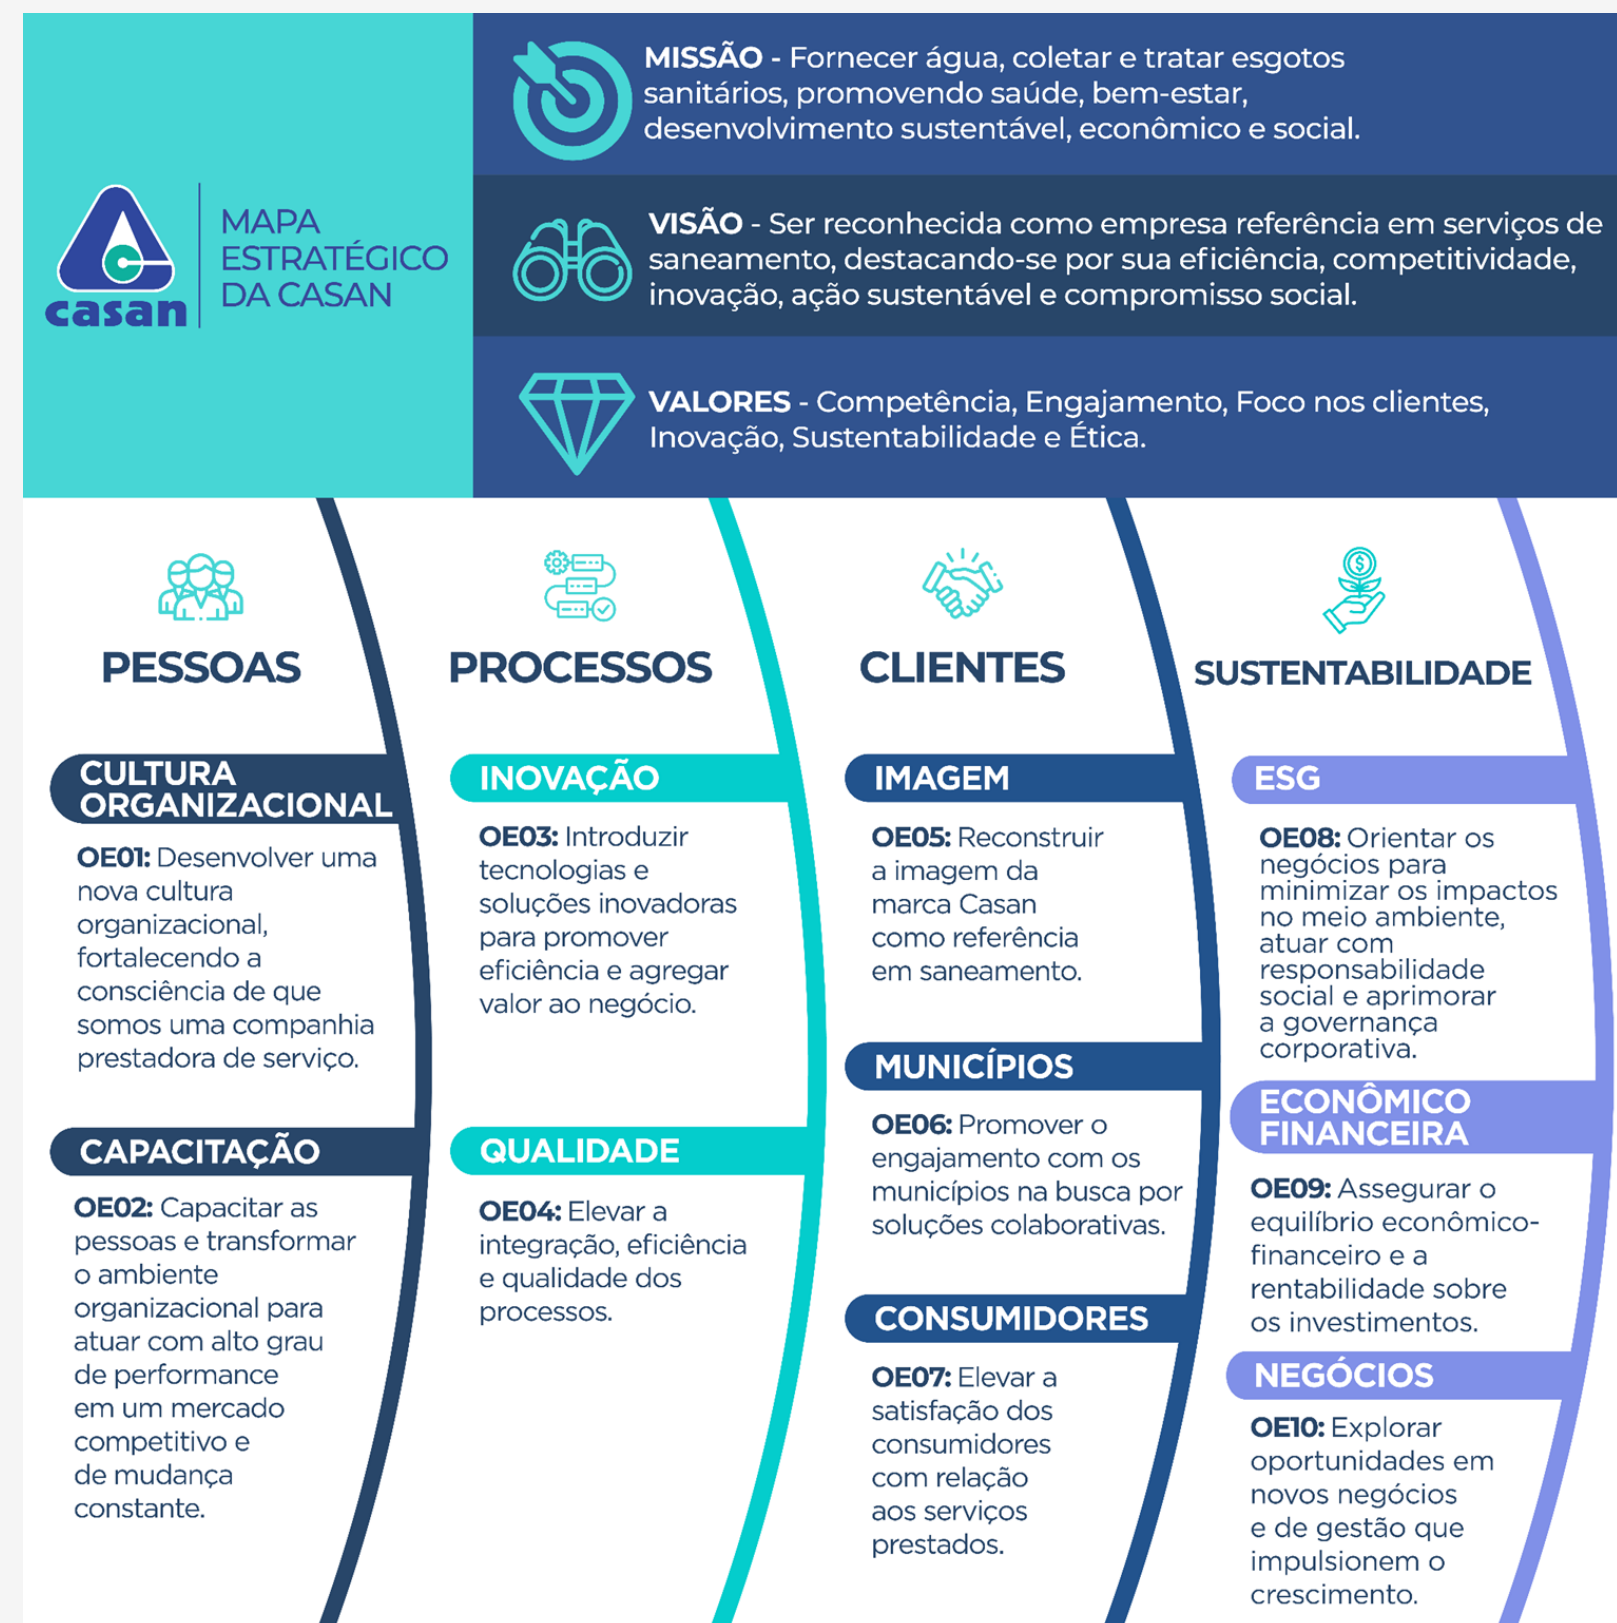 casan
MAPA
ESTRATÉGICO
DA CASAN
MISSÃO - Fornecer água, coletar e tratar esgotos
sanitários, promovendo saúde, bem-estar,
desenvolvimento sustentável, econômico e social.
VISÃO - Ser reconhecida como empresa referência em serviços de
saneamento, destacando-se por sua eficiência, competitividade,
inovação, ação sustentável e compromisso social.
VALORES - Competência, Engajamento, Foco nos clientes,
Inovação, Sustentabilidade e Ética.
PESSOAS
CULTURA
ORGANIZACIONAL
OE01: Desenvolver uma
nova cultura
organizacional,
fortalecendo a
consciência de que
somos uma companhia
prestadora de serviço.
CAPACITAÇÃO
OE02: Capacitar as
pessoas e transformar
o ambiente
organizacional para
atuar com alto grau
de performance
em um mercado
competitivo e
de mudança
constante.
PROCESSOS
INOVAÇÃO
OE03: Introduzir
tecnologias e
soluções inovadoras
para promover
eficiência e agregar
valor ao negócio.
QUALIDADE
OE04: Elevar a
integração, eficiência
e qualidade dos
processos.
CLIENTES
IMAGEM
OE05: Reconstruir
a imagem da
marca Casan
como referência
em saneamento.
MUNICÍPIOS
OE06: Promover o
engajamento com os
municípios na busca por
soluções colaborativas.
CONSUMIDORES
OE07: Elevar a
satisfação dos
consumidores
com relação
aos serviços
prestados.
$
SUSTENTABILIDADE
ESG
OE08: Orientar os
negócios para
minimizar os impactos
no meio ambiente,
atuar com
responsabilidade
social e aprimorar
a governança
corporativa.
ECONÔMICO
FINANCEIRA
OE09: Assegurar o
equilíbrio econômico-
financeiro e a
rentabilidade sobre
os investimentos.
NEGÓCIOS
OE10: Explorar
oportunidades em
novos negócios
e de gestão que
impulsionem o
crescimento.